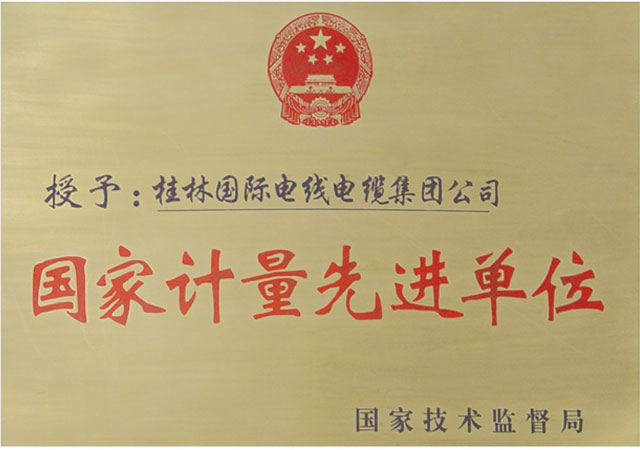 授予：桂林国际电线电缆集团公司
国家计量先进单位
国家技术监督局